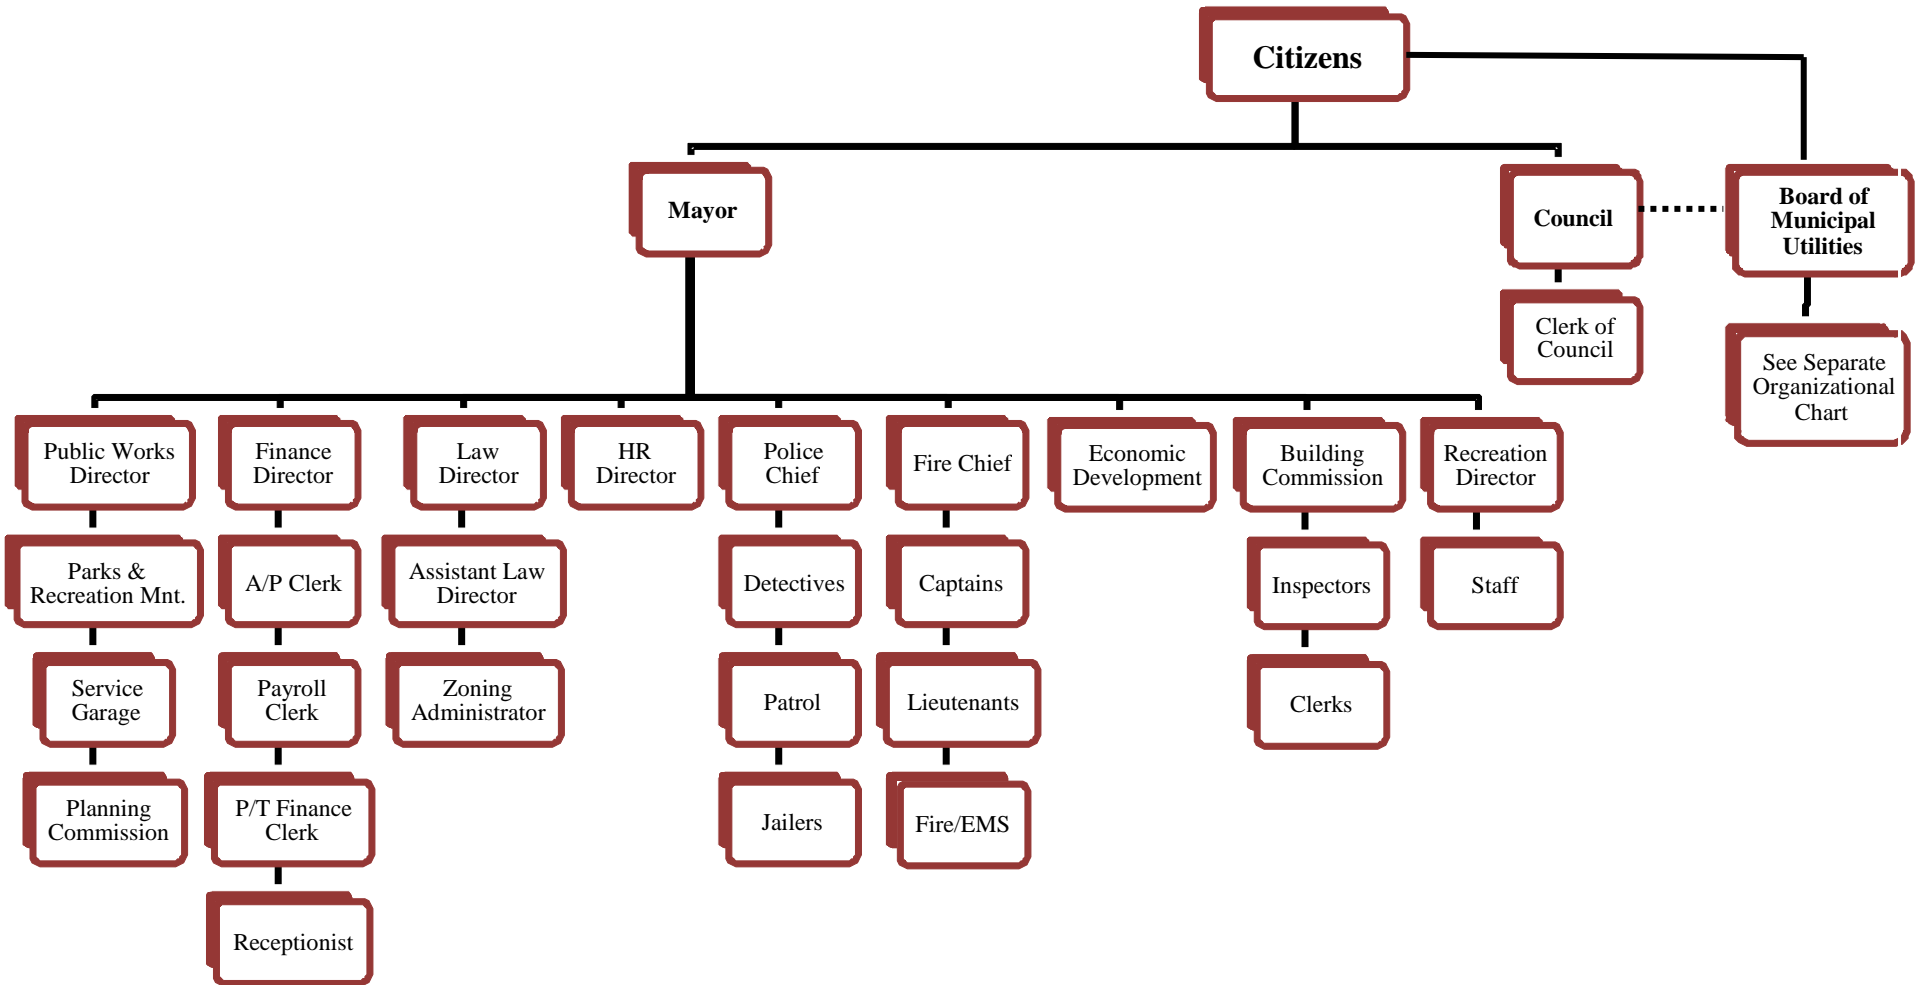 Citizens
Mayor
Council
Board of
Municipal
Utilities
Clerk of
Council
See Separate
Organizational
Chart
Public Works
Director
Finance
Director
Law
Director
HR
Director
Police
Chief
Fire Chief
Economic
Development
Building
Commission
Recreation
Director
Parks &
Recreation Mnt.
A/P Clerk
Assistant Law
Director
Detectives
Captains
Inspectors
Staff
Service
Garage
Payroll
Clerk
Zoning
Administrator
Patrol
Lieutenants
Clerks
Planning
Commission
P/T Finance
Clerk
Jailers
Fire/EMS
Receptionist